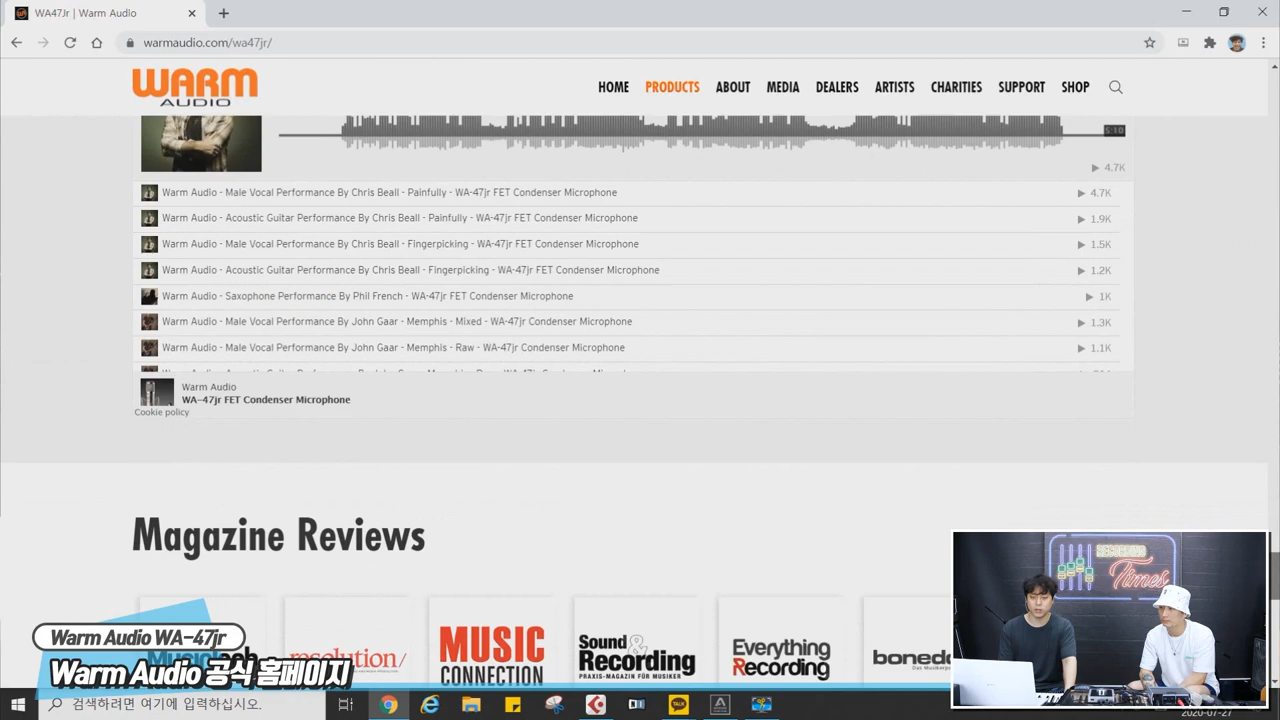 WA47Jr | Warm Audio
warmaudio.com/wa47jr/
WARM
AUDIO
HOME PRODUCTS ABOUT MEDIA DEALERS ARTISTS CHARITIES SUPPORT SHOP
5:10
4.7K
Warm Audio - Male Vocal Performance By Chris Beall - Painfully - WA-47jr FET Condenser Microphone 4.7K
Warm Audio - Acoustic Guitar Performance By Chris Beall - Painfully - WA-47jr FET Condenser Microphone 1.9K
Warm Audio - Male Vocal Performance By Chris Beall - Fingerpicking - WA-47jr FET Condenser Microphone 1.5K
Warm Audio - Acoustic Guitar Performance By Chris Beall - Fingerpicking - WA-47jr FET Condenser Microphone 1.2K
Warm Audio - Saxophone Performance By Phil French - WA-47jr FET Condenser Microphone 1K
Warm Audio - Male Vocal Performance By John Gaar - Memphis - Mixed - WA-47jr Condenser Microphone 1.3K
Warm Audio - Male Vocal Performance By John Gaar - Memphis - Raw - WA-47jr Condenser Microphone 1.1K
Warm Audio
WA-47jr FET Condenser Microphone
Cookie policy
Magazine Reviews
resolution/
MUSIC
CONNECTION
Sound &
Recording
PRAXIS-MAGAZIN FÜR MUSIKER
Everything
Recording
Times
Warm Audio WA-47jr
Warm Audio 공식 홈페이지
검색하려면 여기에 입력하십시오.
TALK
2020-07-27